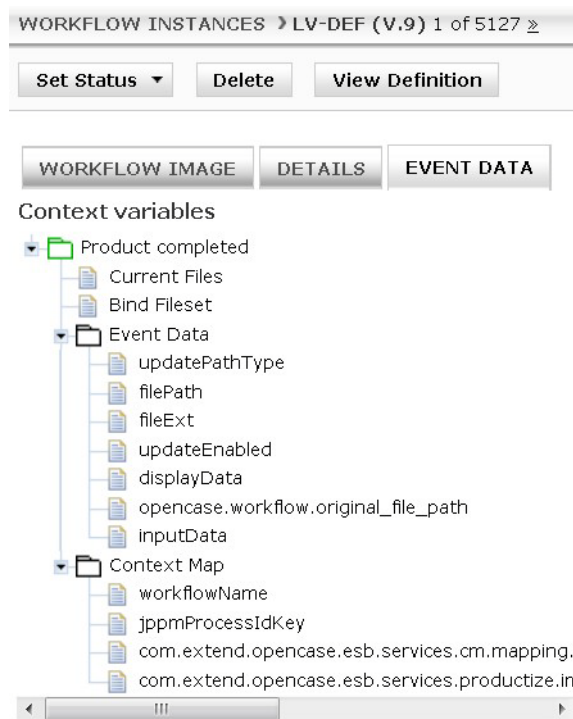 WORKFLOW INSTANCES › LV-DEF (V.9) 1 of 5127 »
Set Status ▼ Delete View Definition
WORKFLOW IMAGE DETAILS EVENT DATA
Context variables
Product completed
Current Files
Bind Fileset
Event Data
updatePathType
filePath
fileExt
updateEnabled
displayData
opencase.workflow.original_file_path
inputData
Context Map
workflowName
jppmProcessIdKey
com.extend.opencase.esb.services.cm.mapping.
com.extend.opencase.esb.services.productize.in